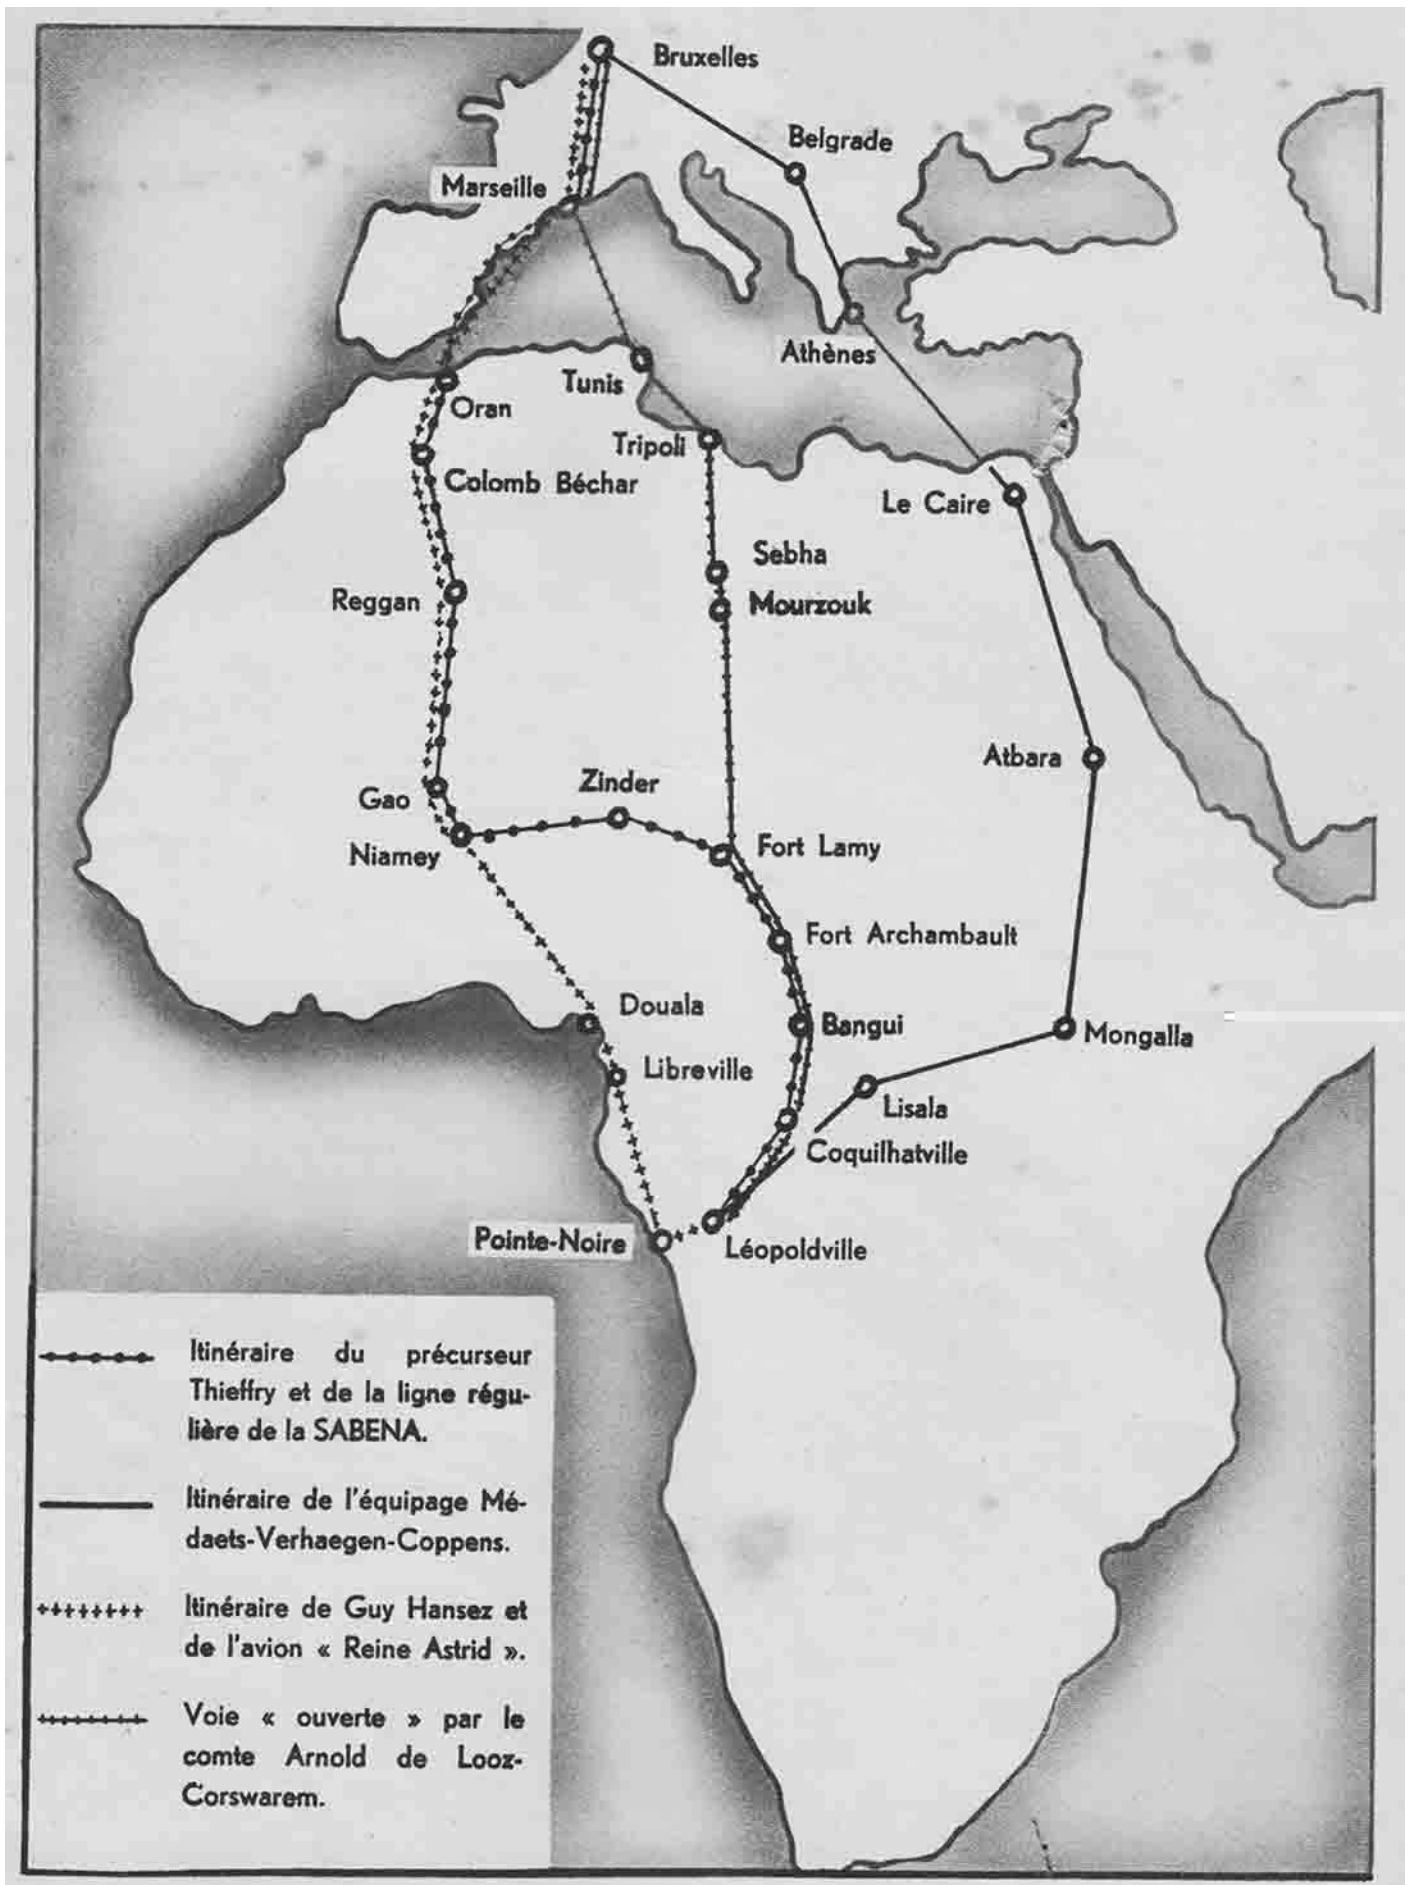 Bruxelles
Belgrade
Marseille
Athènes
Tunis
Oran
Tripoli
Colomb Béchar
Le Caire
Sebha
Reggan
Mourzouk
Atbara
Zinder
Gao
Niamey
Fort Lamy
Fort Archambault
Douala
Bangui
Mongalla
Libreville
Lisala
Coquilhatville
Pointe-Noire
Léopoldville
Itinéraire du précurseur
Thieffry et de la ligne régu-
lière de la SABENA.
Itinéraire de l'équipage Mé-
daets-Verhaegen-Coppens.
Itinéraire de Guy Hansez et
de l'avion « Reine Astrid ».
Voie « ouverte » par le
comte Arnold de Looz-
Corswarem.